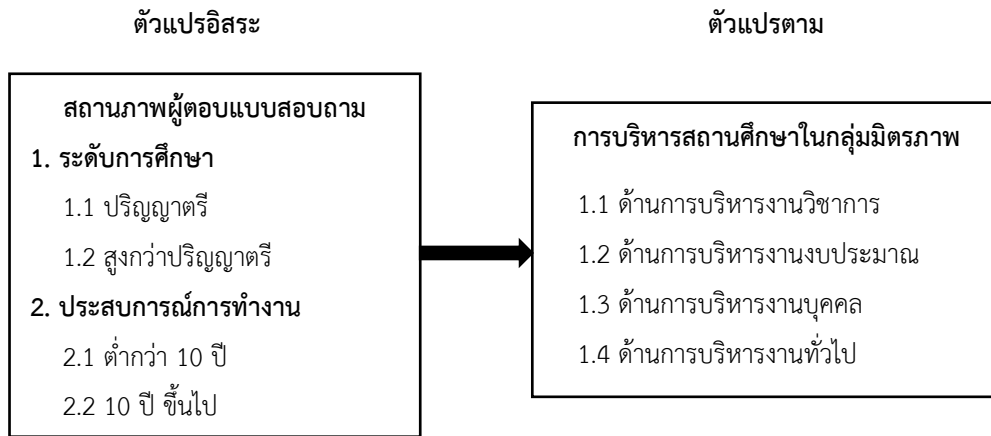 ตัวแปรอิสระ
สถานภาพผู้ตอบแบบสอบถาม
1. ระดับการศึกษา
1.1 ปริญญาตรี
1.2 สูงกว่าปริญญาตรี
2. ประสบการณ์การทำงาน
2.1 ต่ำกว่า 10 ปี
2.2 10 ปี ขึ้นไป
ตัวแปรตาม
การบริหารสถานศึกษาในกลุ่มมิตรภาพ
1.1 ด้านการบริหารงานวิชาการ
1.2 ด้านการบริหารงานงบประมาณ
1.3 ด้านการบริหารงานบุคคล
1.4 ด้านการบริหารงานทั่วไป